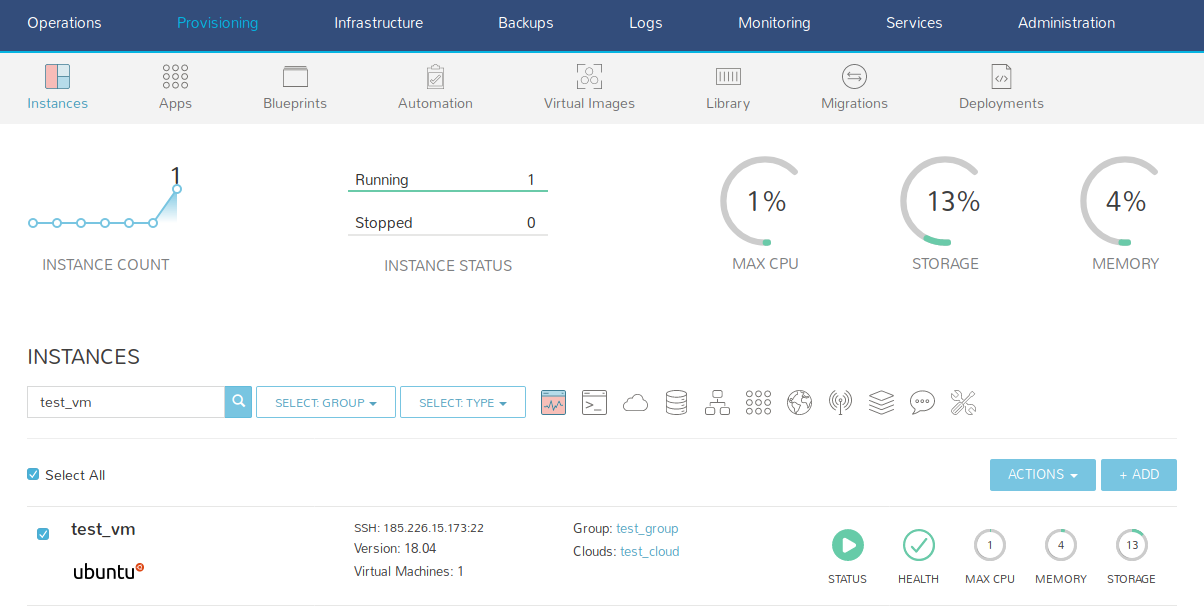 Operations Provisioning Infrastructure Backups Logs Monitoring Services Administration
Instances Apps Blueprints Automation Virtual Images Library Migrations Deployments
1
Running 1
Stopped 0
1% 13% 4%
INSTANCE COUNT INSTANCE STATUS MAX CPU STORAGE MEMORY
INSTANCES
test_vm SELECT: GROUP SELECT: TYPE
Select All ACTIONS + ADD
test_vm SSH: 185.226.15.173:22 Group: test_group
Version: 18.04 Clouds: test_cloud 1 4 13
ubuntu Virtual Machines: 1 STATUS HEALTH MAX CPU MEMORY STORAGE